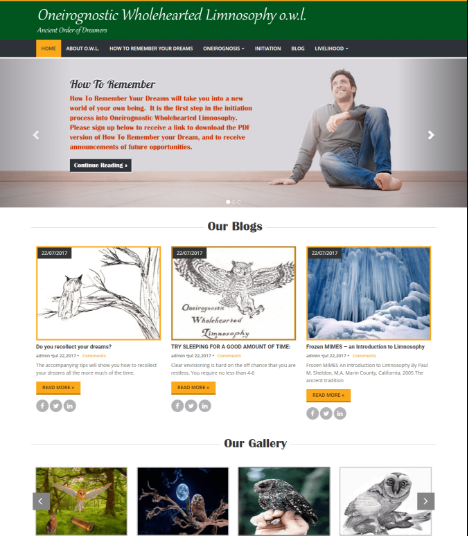 Oneirognostic Wholehearted Limnosophy o.w.l.
Ancient Order of Dreamers
HOME ABOUT O.W.L. HOW TO REMEMBER YOUR DREAMS ONEIROGNOSIS INITIATION BLOG LIVELIHOOD
How To Remember
How To Remember Your Dreams will take you into a new
world of your own being. It is the first step in the initiation
process into Oneirognostic Wholehearted Limnosophy.
Please sign up below to receive a link to download the PDF
version of How To Remember your Dream, and to receive
announcements of future opportunities.
Continue Reading »
Our Blogs
22/07/2017
22/07/2017
22/07/2017
Oneirognostic
Wholehearted
Limnosophy
Do you recollect your dreams?
admin • Jul 22,2017 • Comments
The accompanying tips will show you how to recollect
your dreams all the more reach of the time.
READ MORE »
TRY SLEEPING FOR A GOOD AMOUNT OF TIME:
admin • Jul 22,2017 • Comments
Clear envisioning is hard on the off chance that you are
restless. You require no less than 4-6
READ MORE »
Frozen MIMES – an Introduction to Limnosophy
admin • Jul 22,2017 • Comments
Frozen MIMES An Introduction to Limnosophy By Paul
M. Sheldon, M.A. Marin County, California, 2005 The
ancient tradition
READ MORE »
Our Gallery